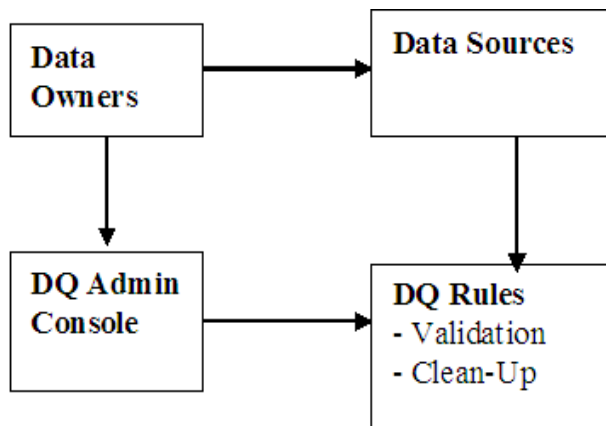 Data
Owners
Data Sources
DQ Admin
Console
DQ Rules
- Validation
- Clean-Up